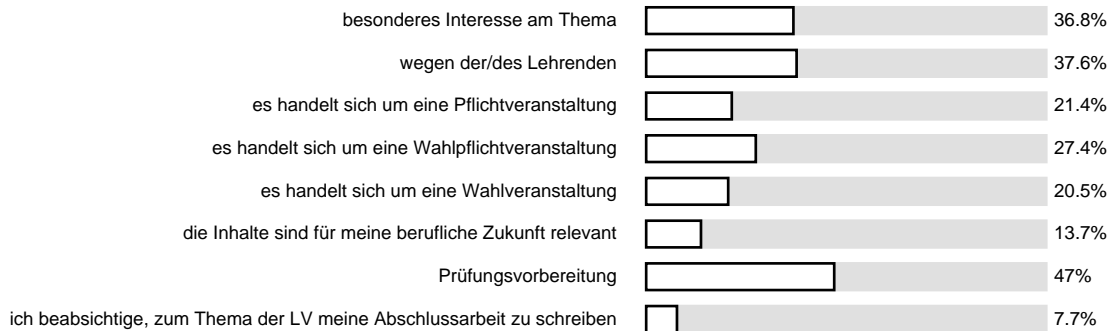 besonderes Interesse am Thema 36.8%
wegen der/des Lehrenden 37.6%
es handelt sich um eine Pflichtveranstaltung 21.4%
es handelt sich um eine Wahlpflichtveranstaltung 27.4%
es handelt sich um eine Wahlveranstaltung 20.5%
die Inhalte sind für meine berufliche Zukunft relevant 13.7%
Prüfungsvorbereitung 47%
ich beabsichtige, zum Thema der LV meine Abschlussarbeit zu schreiben 7.7%